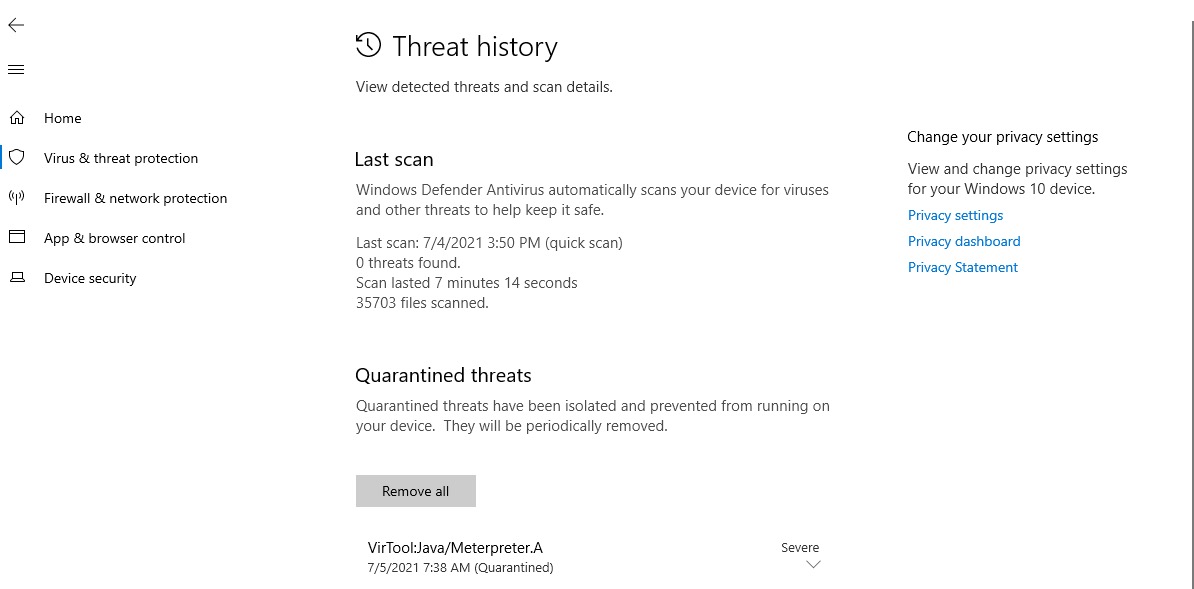 Threat history
View detected threats and scan details.
Home
Virus & threat protection
Firewall & network protection
App & browser control
Device security
Last scan
Windows Defender Antivirus automatically scans your device for viruses
and other threats to help keep it safe.
Last scan: 7/4/2021 3:50 PM (quick scan)
0 threats found.
Scan lasted 7 minutes 14 seconds
35703 files scanned.
Quarantined threats
Quarantined threats have been isolated and prevented from running on
your device.  They will be periodically removed.
Remove all
VirTool:Java/Meterpreter.A
Severe
7/5/2021 7:38 AM (Quarantined)
Change your privacy settings
View and change privacy settings
for your Windows 10 device.
Privacy settings
Privacy dashboard
Privacy Statement